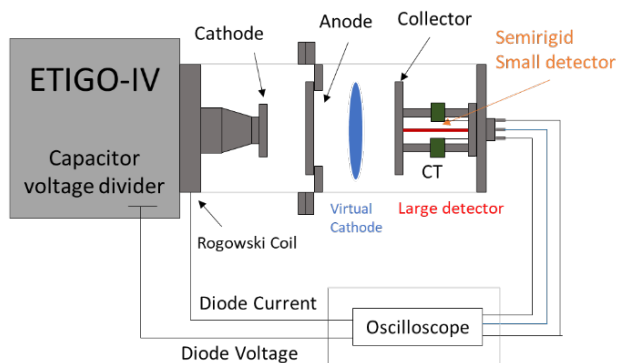 Cathode
Anode
Collector
Semirigid
Small detector
ETIGO-IV
Capacitor
voltage divider
CT
Virtual
Cathode
Large detector
Rogowski Coil
Diode Current
Oscilloscope
Diode Voltage